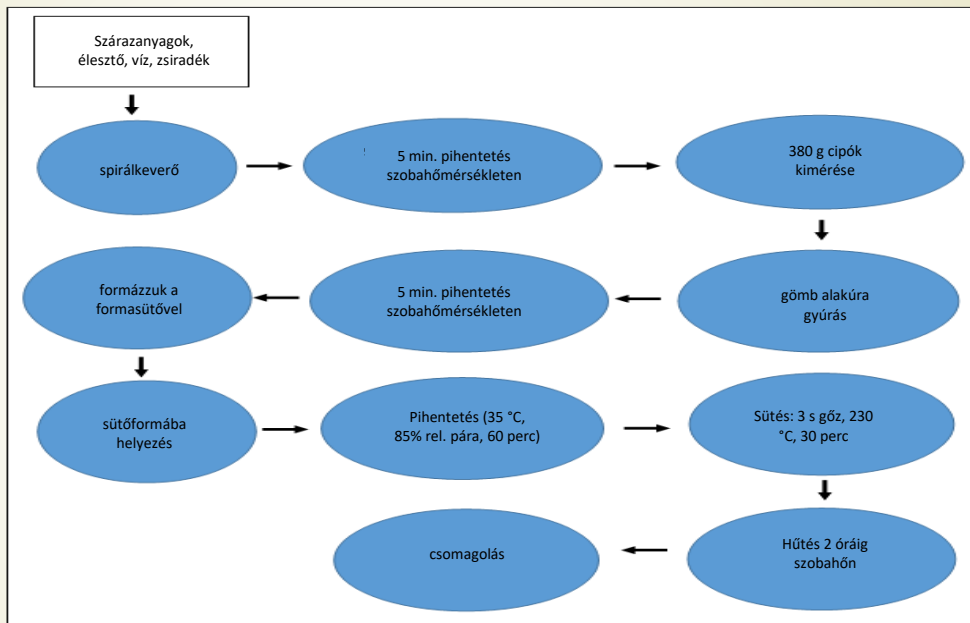 Szárazanyagok,
élesztő, víz, zsiradék
spirálkeverő
5 min. pihentetés
szobahőmérsékleten
380 g cipók
kimérése
gömb alakúra
gyúrás
5 min. pihentetés
szobahőmérsékleten
formázzuk a
formasütővel
sütőformába
helyezés
Pihentetés (35 °C,
85% rel. pára, 60 perc)
Sütés: 3 s gőz, 230
°C, 30 perc
Hűtés 2 óráig
szobahőn
csomagolás